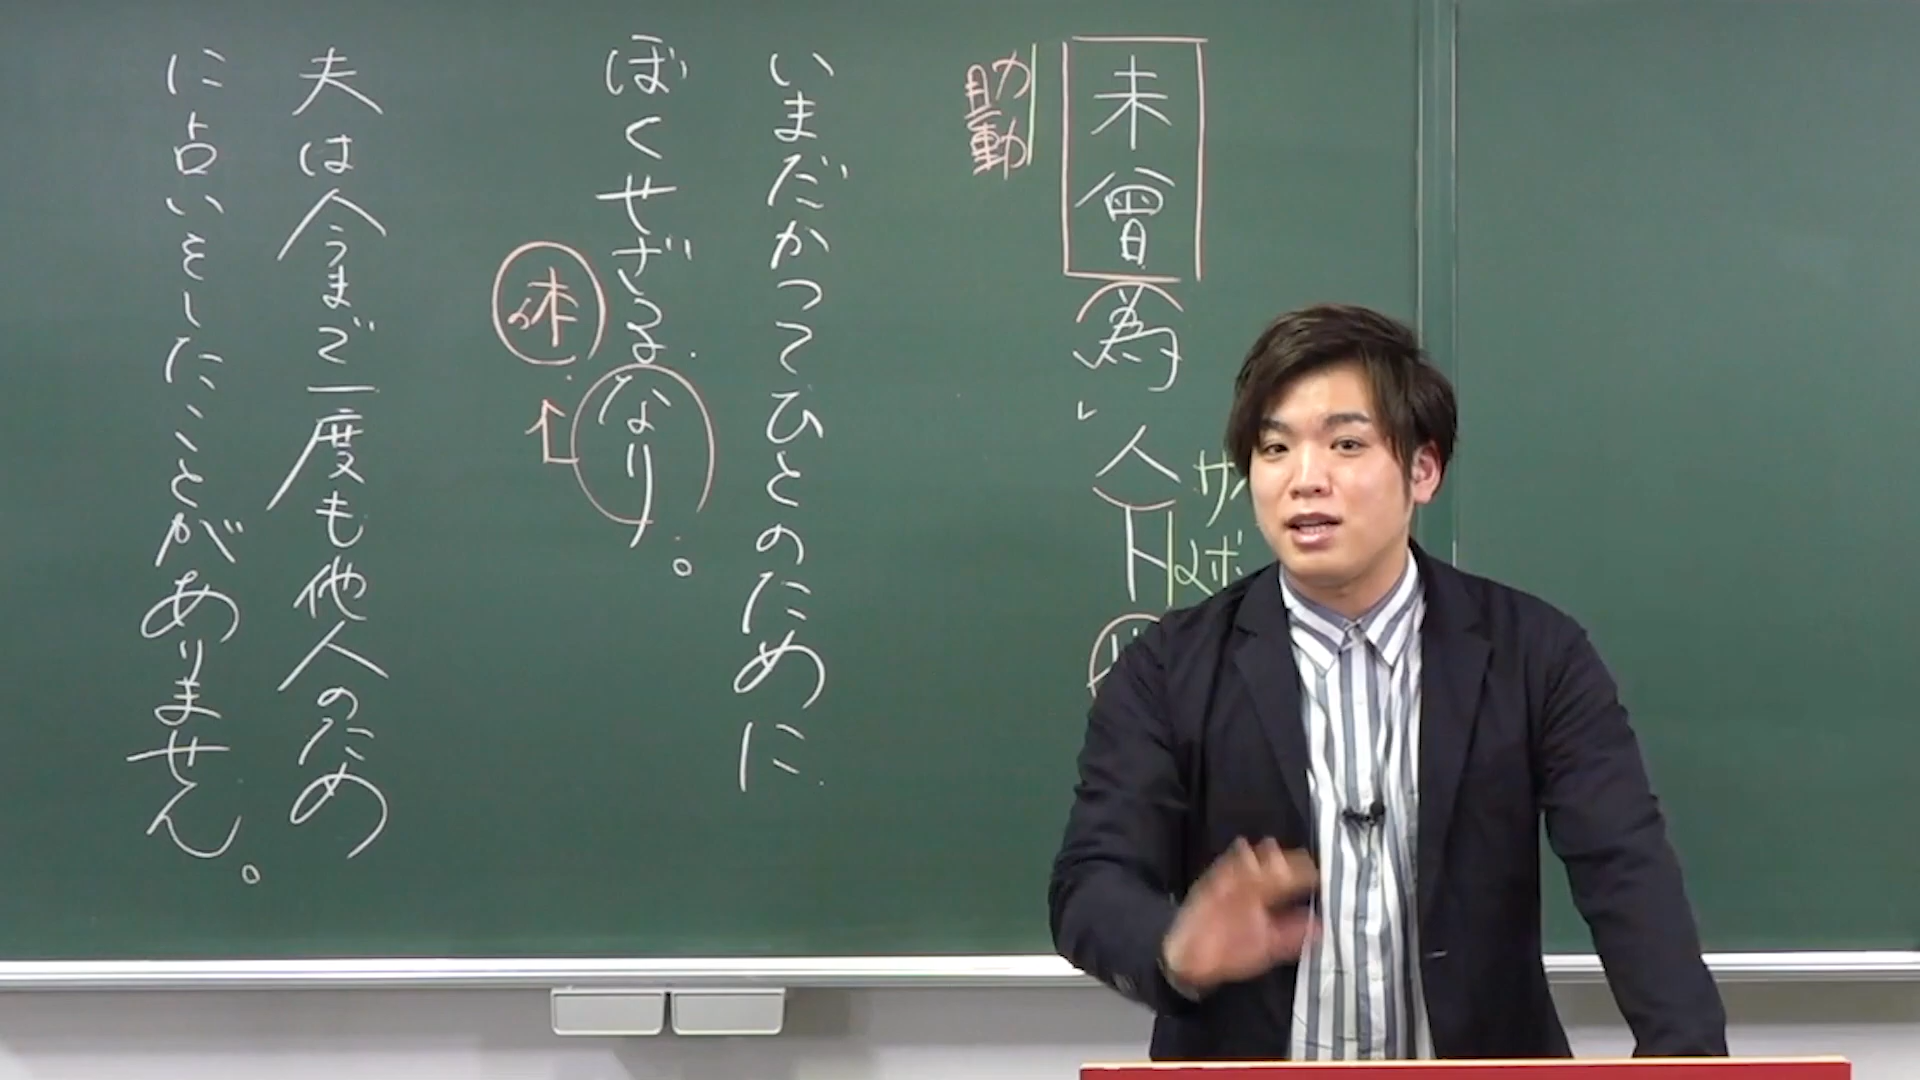 未曾為人卜
助動
いまだかつてひとのために
ぼくせざるなり。
体
夫は今まで一度も他人のため
に占いをしたことがありません。